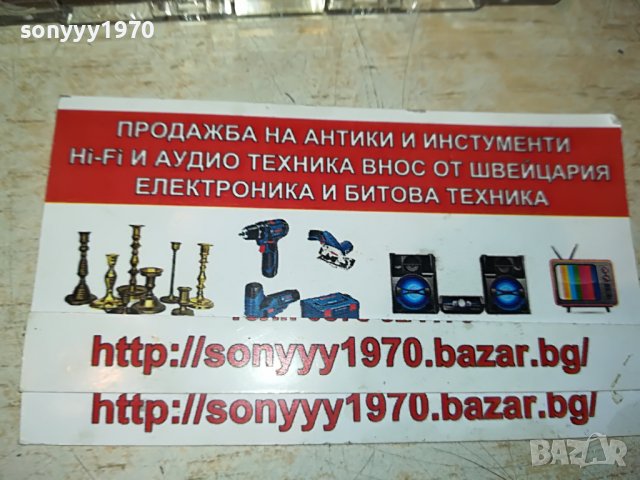 sonyyy1970
ПРОДАЖБА НА АНТИКИ И ИНСТУМЕНТИ
Hi-Fi И АУДИО ТЕХНИКА ВНОС ОТ ШВЕЙЦАРИЯ
ЕЛЕКТРОНИКА И БИТОВА ТЕХНИКА
http://sonyyy1970.bazar.bg/
http://sonyyy1970.bazar.bg/
BAZAR